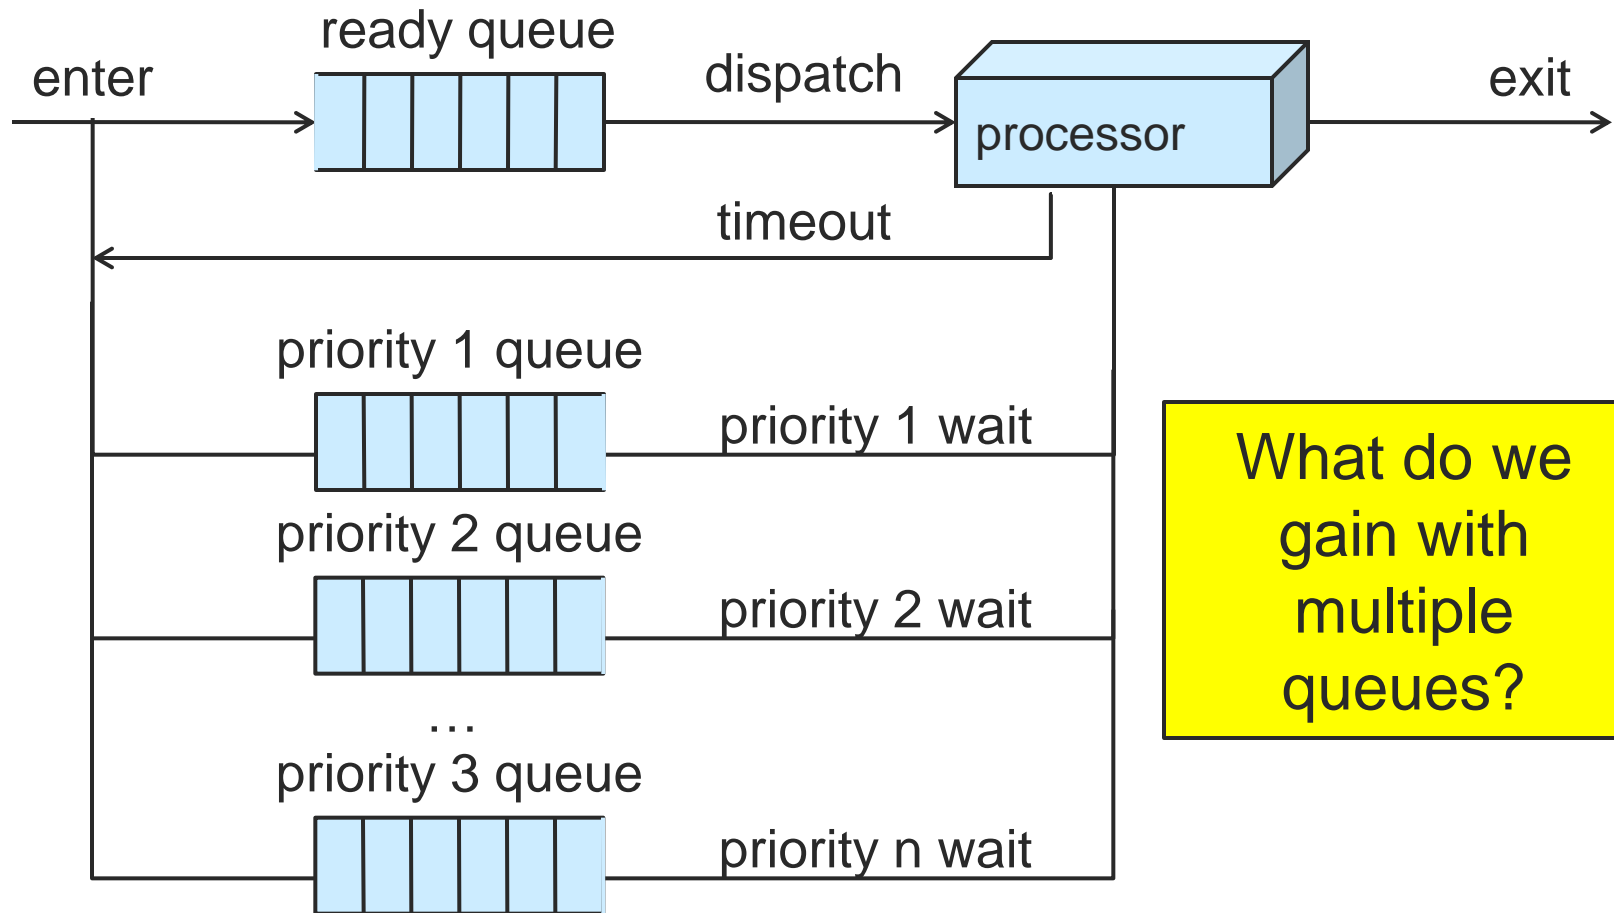 ready queue
enter
dispatch
exit
processor
timeout
priority 1 queue
priority 1 wait
What do we
gain with
multiple
queues?
priority 2 queue
priority 2 wait
…
priority 3 queue
priority n wait